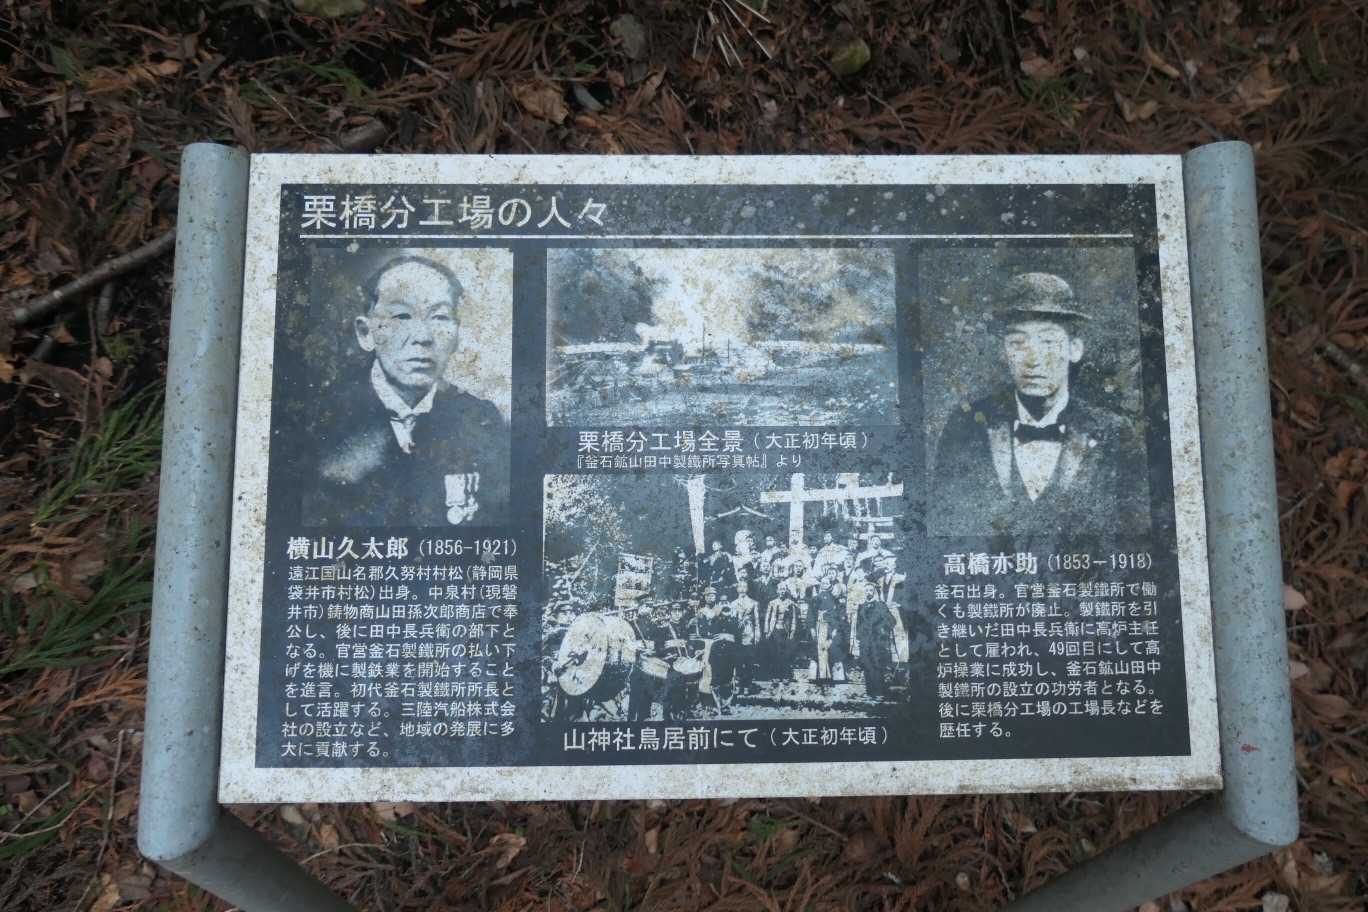 栗橋分工場の人々
栗橋分工場全景（大正初年頃）
『釜石鉱山田中製鐵所写真帖』より
山神社鳥居前にて（大正初年頃）
横山久太郎（1856-1921）
遠江国山名郡久努村村松（静岡県
袋井市村松）出身。中泉村（現磐
井市）鋳物商山田孫次郎商店で奉
公し、後に田中長兵衛の部下と
なる。官営釜石製鐵所の払い下
げを機に製鉄業を開始すること
を進言。初代釜石製鐵所所長と
して活躍する。三陸汽船株式会
社の設立など、地域の発展に多
大に貢献する。
高橋亦助（1853－1918）
釜石出身。官営釜石製鐵所で働
くも製鐵所が廃止。製鐵所を引
き継いだ田中長兵衛に高炉主任
として雇われ、49回目にして高
炉操業に成功し、釜石鉱山田中
製鐵所の設立の功労者となる。
後に栗橋分工場の工場長などを
歴任する。